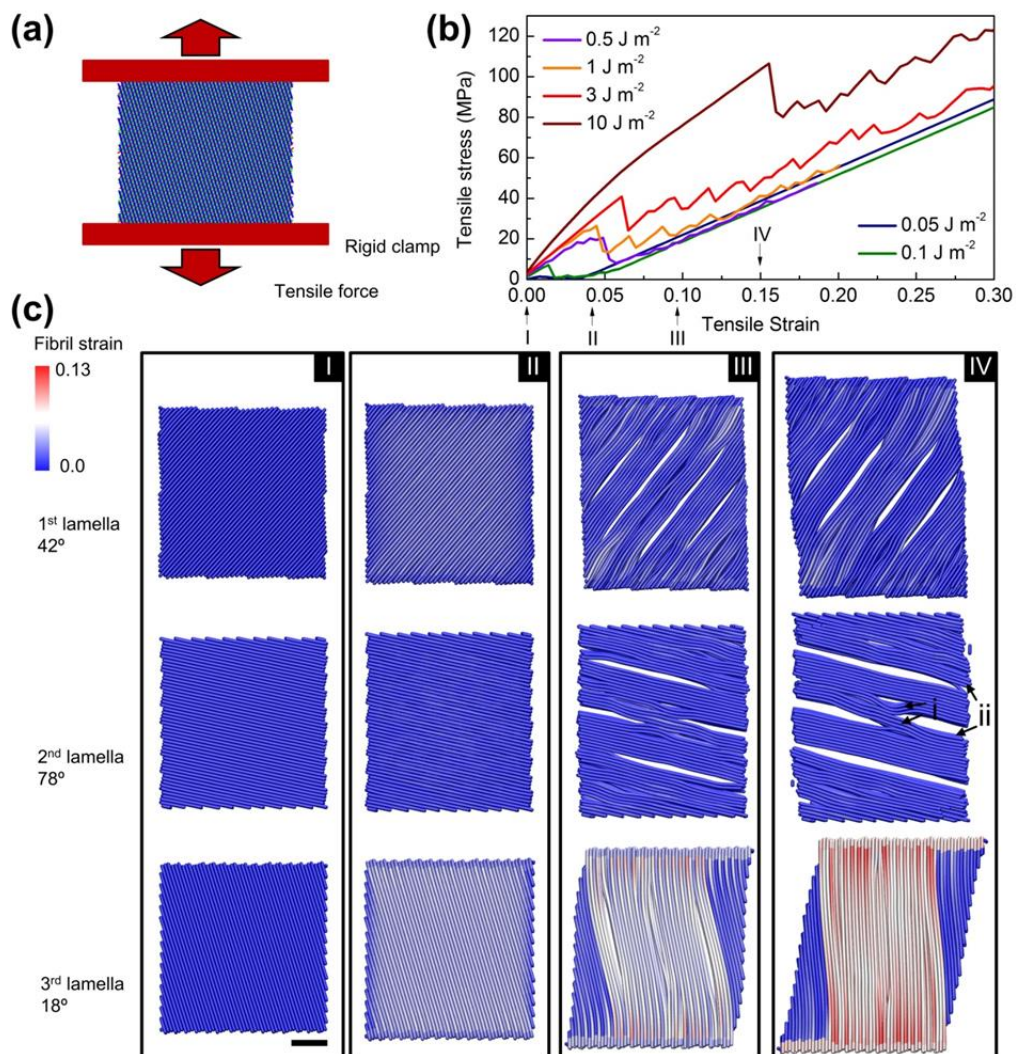 (a)
Rigid clamp
Tensile force
(b)
Tensile stress (MPa)
120
100
80
60
40
20
0
0.5 J m⁻²
1 J m⁻²
3 J m⁻²
10 J m⁻²
0.05 J m⁻²
0.1 J m⁻²
IV
0.00 0.05 0.10 0.15 0.20 0.25 0.30
Tensile Strain
I II III
(c)
Fibril strain
0.13
0.0
I II III IV
1st lamella
42º
2nd lamella
78º
i
ii
3rd lamella
18º